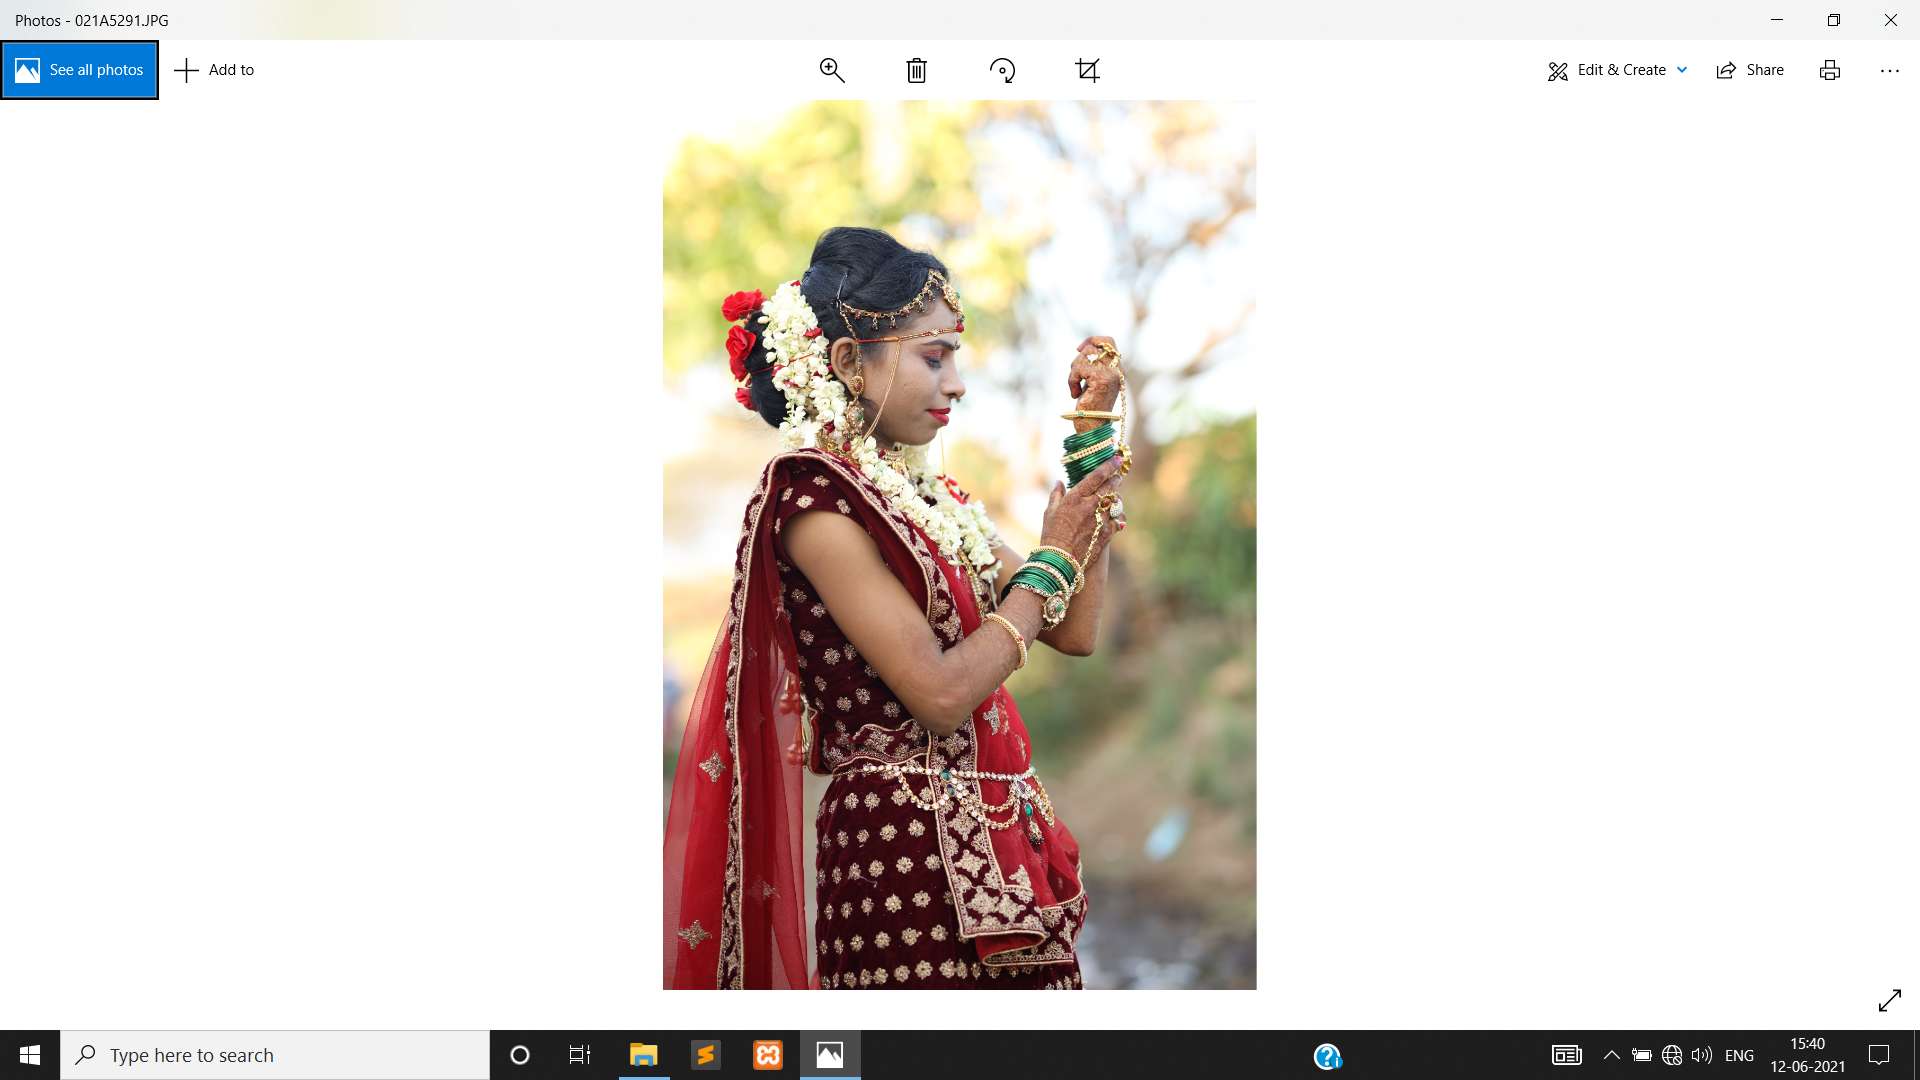 Photos - 021A5291.JPG
See all photos
Add to
Edit & Create
Share
Type here to search
ENG
15:40
12-06-2021